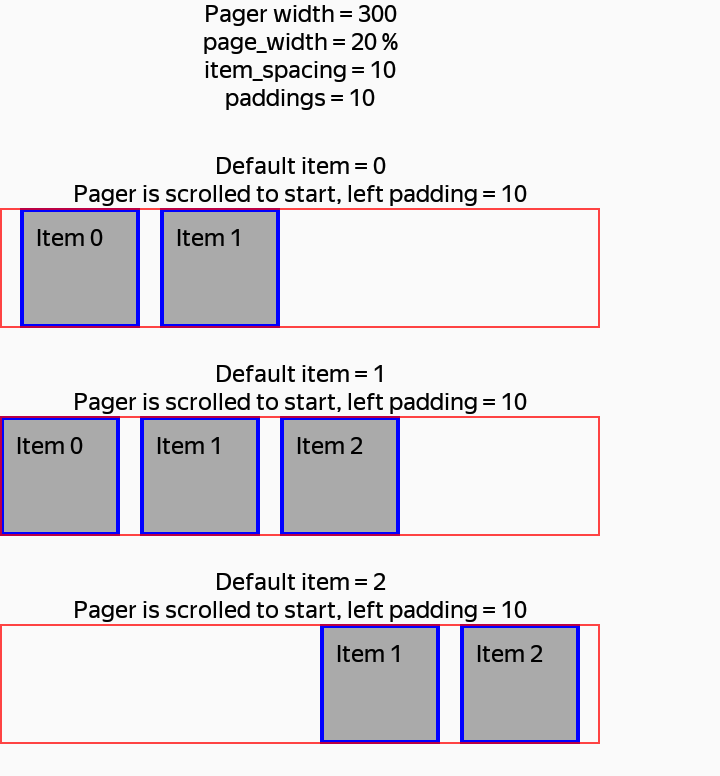 Pager width = 300
page_width = 20 %
item_spacing = 10
paddings = 10
Default item = 0
Pager is scrolled to start, left padding = 10
Item 0 Item 1
Default item = 1
Pager is scrolled to start, left padding = 10
Item 0 Item 1 Item 2
Default item = 2
Pager is scrolled to start, left padding = 10
Item 1 Item 2